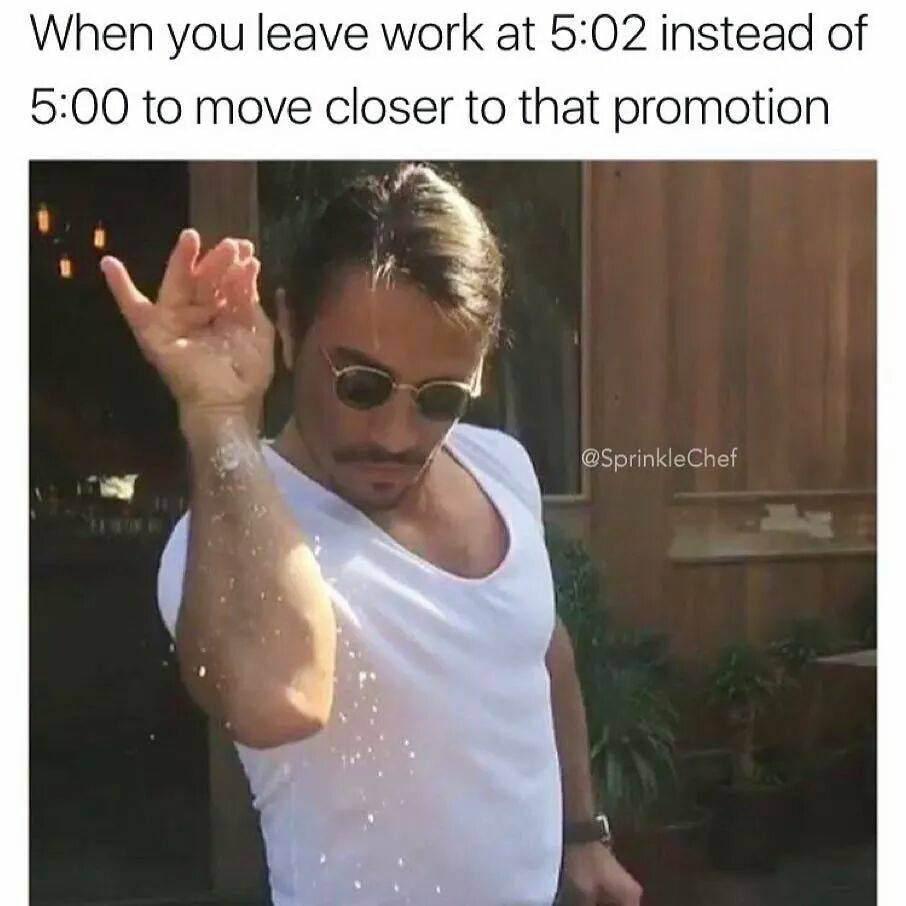 When you leave work at 5:02 instead of
5:00 to move closer to that promotion
@SprinkleChef